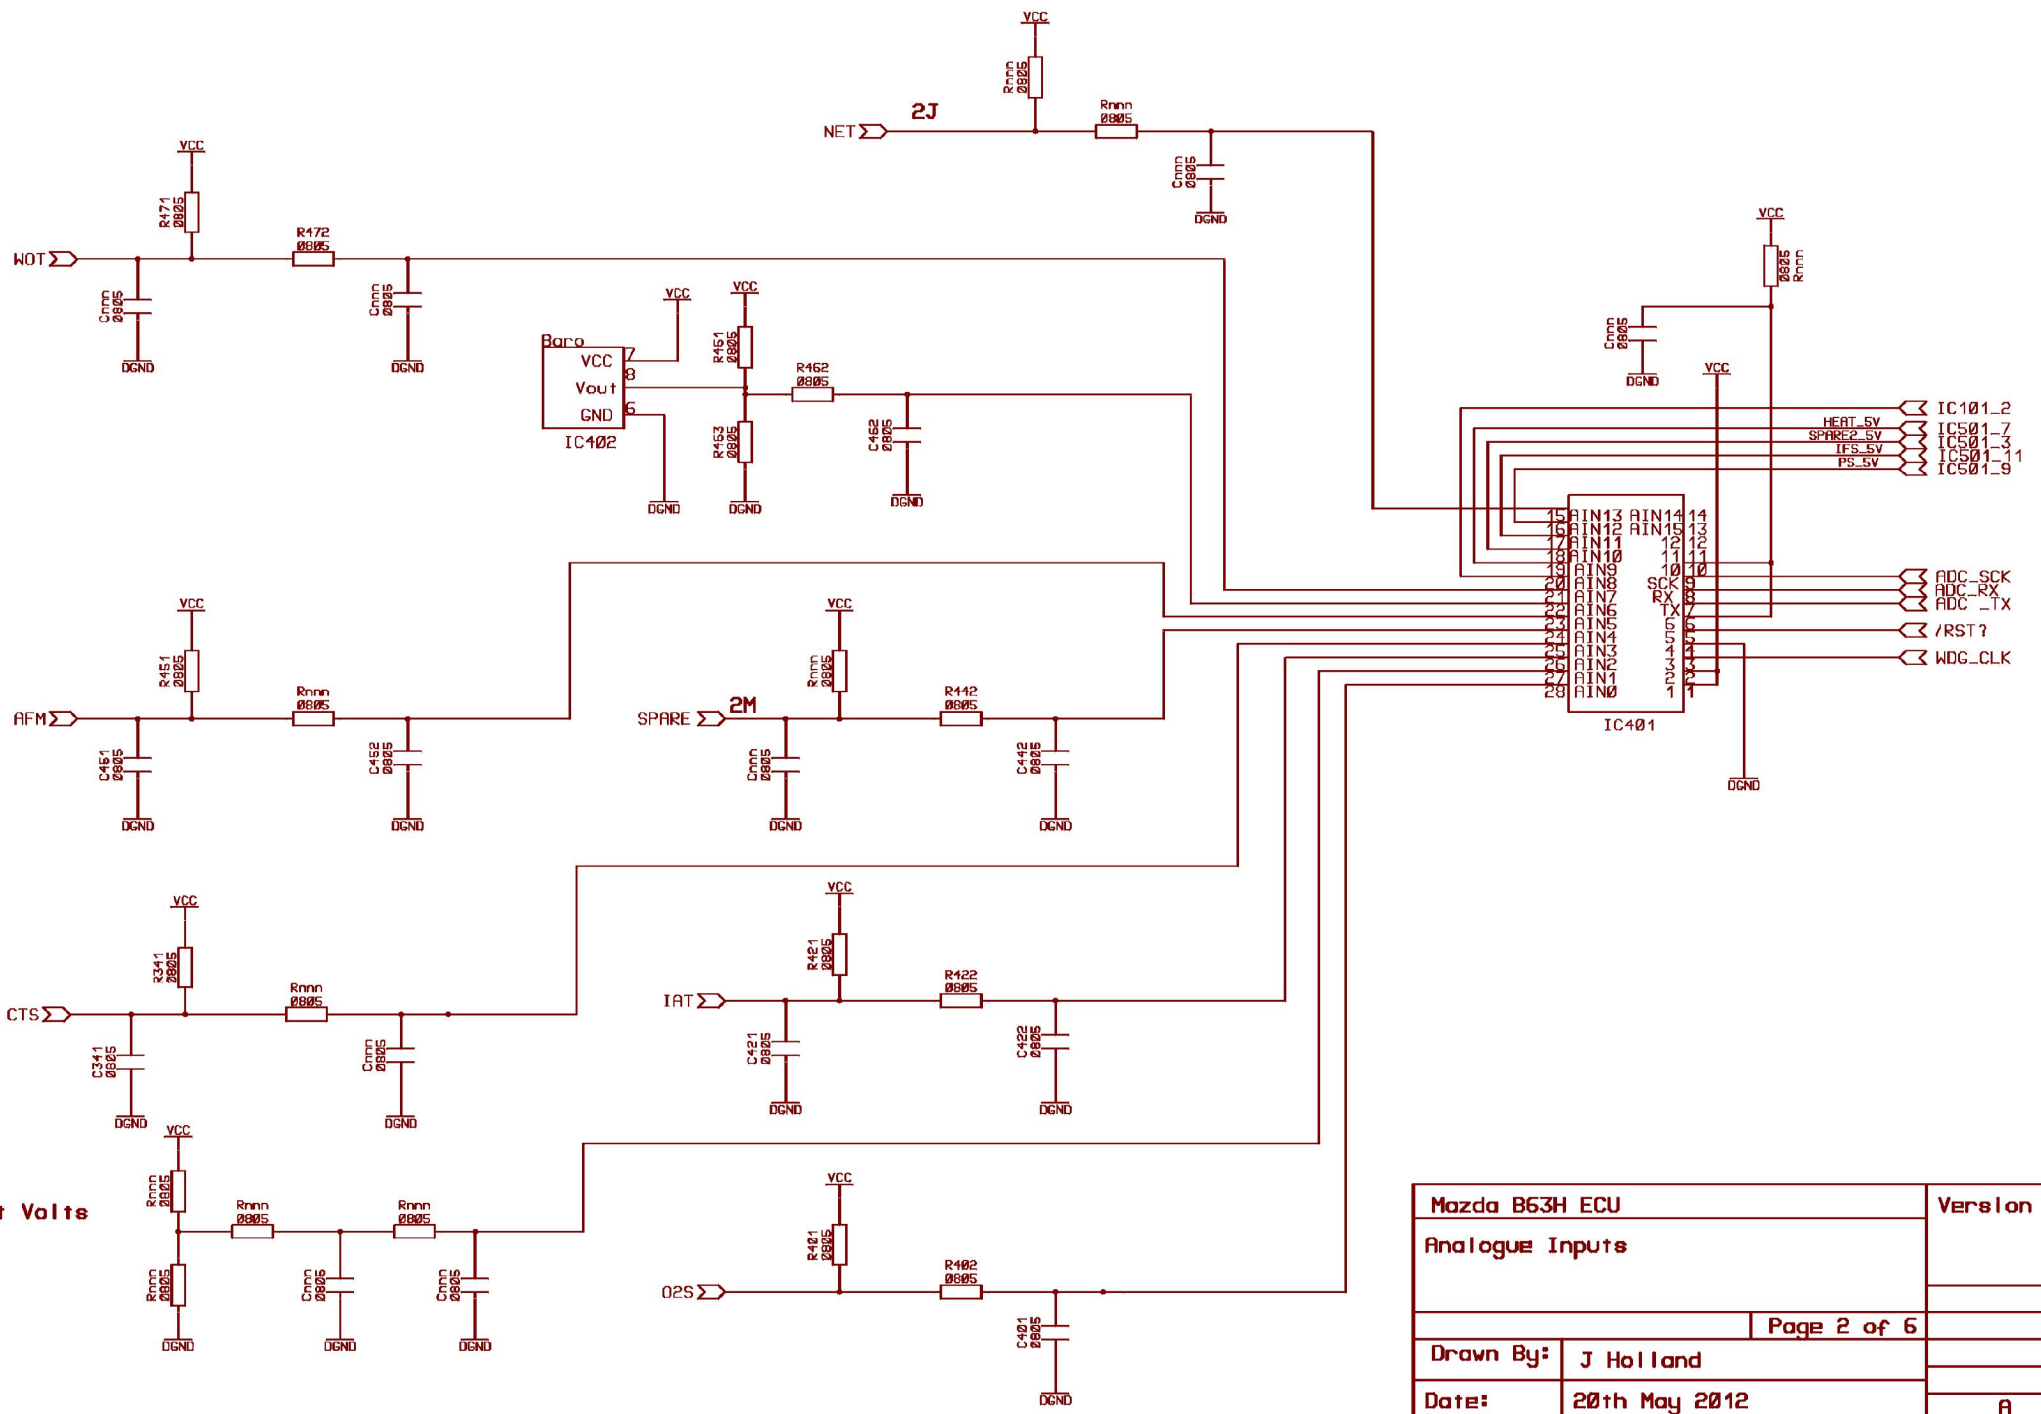 VCC
Rnnn
0805
2J
NET
Rnnn
0805
Cnnn
0805
DGND
VCC
R471
0805
WOT
R472
0805
Cnnn
0805
DGND
Cnnn
0805
DGND
VCC
0805
Rnnn
Cnnn
0805
DGND
VCC
Baro
VCC 7
8
Vout
GND 6
IC402
VCC
DGND
VCC
R461
0805
R463
0805
DGND
R462
0805
C462
0805
DGND
IC101_2
HEAT_5V IC501_7
SPARE2_5V IC501_3
IFS_5V IC501_11
PS_5V IC501_9
15 AIN13 AIN14 14
16 AIN12 AIN15 13
17 AIN11 12 12
18 AIN10 11 11
19 AIN9 10 10
20 AIN8 SCK 9
21 AIN7 RX 8
22 AIN6 TX 7
23 AIN5 6 6
24 AIN4 5 5
25 AIN3 4 4
26 AIN2 3 3
27 AIN1 2 2
28 AIN0 1 1
IC401
ADC_SCK
ADC_RX
ADC _TX
/RST?
WDG_CLK
DGND
VCC
R451
0805
AFM
Rnnn
0805
C451
0805
DGND
C452
0805
DGND
VCC
Rnnn
0805
SPARE
2M
R442
0805
Cnnn
0805
DGND
C442
0805
DGND
VCC
R341
0805
CTS
Rnnn
0805
C341
0805
DGND
Cnnn
0805
DGND
VCC
R421
0805
IAT
R422
0805
C421
0805
DGND
C422
0805
DGND
VCC
Rnnn
0805
Volts
Rnnn
0805
Rnnn
0805
Rnnn
0805
DGND
Cnnn
0805
DGND
Cnnn
0805
DGND
VCC
R401
0805
O2S
R402
0805
C401
0805
DGND
Mazda B63H ECU
Version
Analogue Inputs
Page 2 of 6
Drawn By: J Holland
Date: 20th May 2012
A